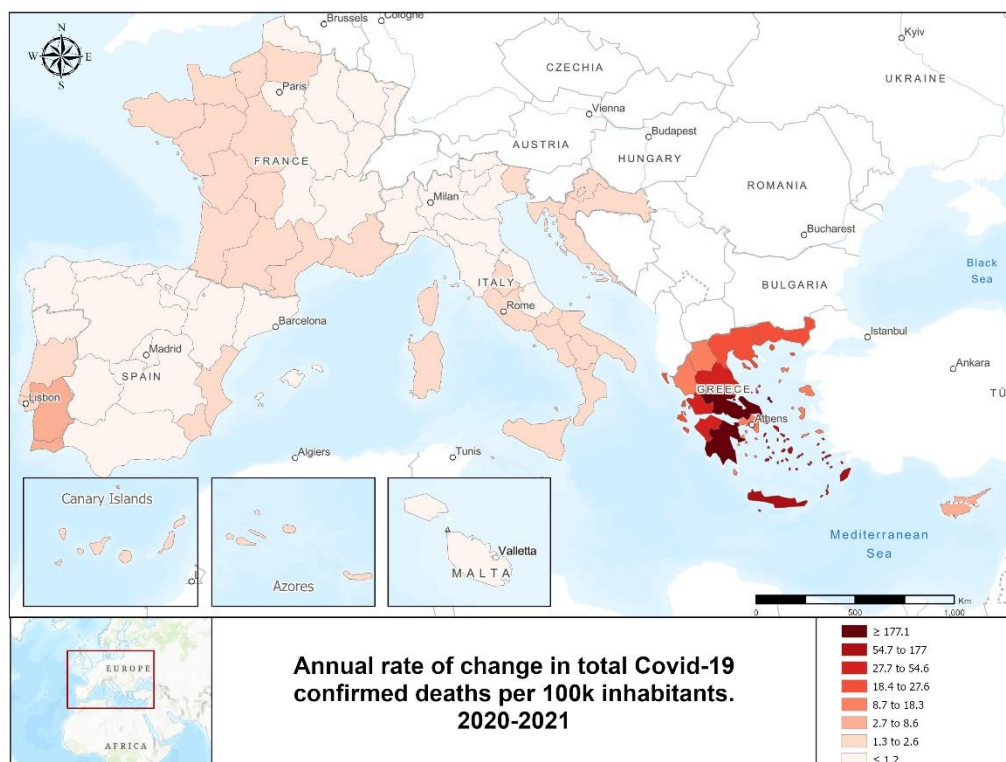 N
W E
S
Brussels
Cologne
Kyiv
CZECHIA
UKRAINE
Paris
Vienna
Budapest
AUSTRIA
HUNGARY
FRANCE
ROMANIA
Milan
Bucharest
Black
Sea
ITALY
BULGARIA
Rome
Barcelona
Istanbul
Madrid
SPAIN
Ankara
GREECE
TÜ
Lisbon
Athens
Algiers
Tunis
Canary Islands
Azores
Valletta
MALTA
Mediterranean
Sea
Km
0 500 1,000
EUROPE
AFRICA
Annual rate of change in total Covid-19
confirmed deaths per 100k inhabitants.
2020-2021
≥ 177.1
54.7 to 177
27.7 to 54.6
18.4 to 27.6
8.7 to 18.3
2.7 to 8.6
1.3 to 2.6
≤ 1.2